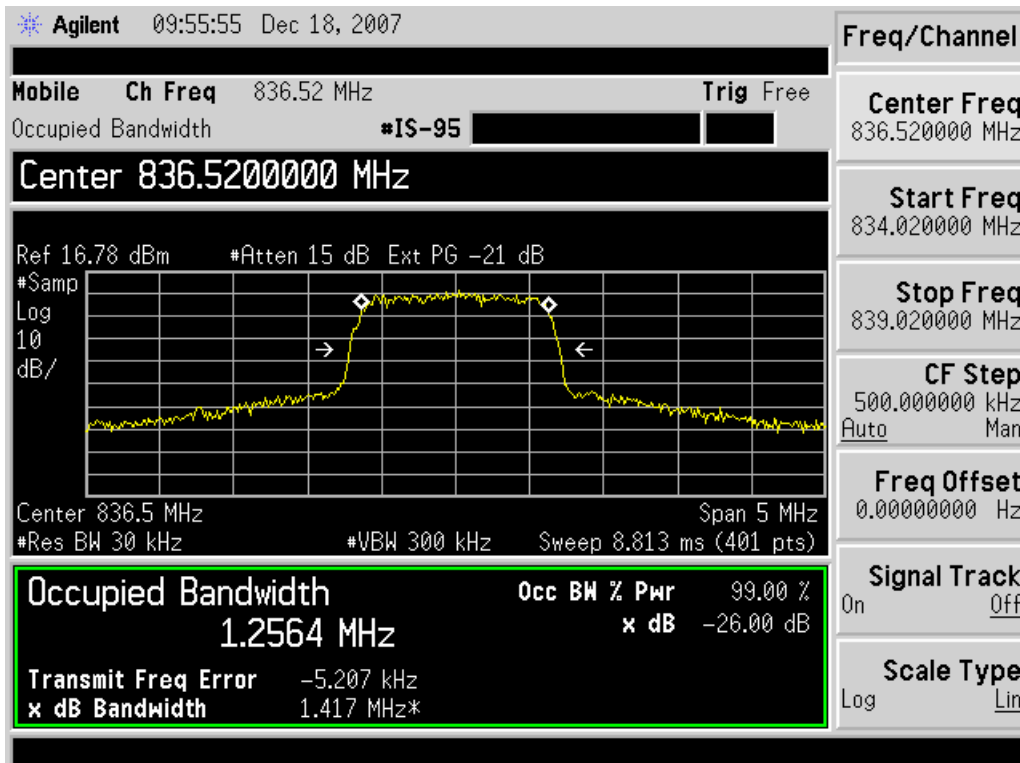 Agilent 09:55:55 Dec 18, 2007
Freq/Channel
Mobile Ch Freq 836.52 MHz Trig Free
Occupied Bandwidth #IS-95
Center 836.5200000 MHz
Ref 16.78 dBm #Atten 15 dB Ext PG -21 dB
#Samp
Log
10
dB/
Center 836.5 MHz Span 5 MHz
#Res BW 30 kHz #VBW 300 kHz Sweep 8.813 ms (401 pts)
Occupied Bandwidth Occ BW % Pwr 99.00 %
1.2564 MHz x dB -26.00 dB
Transmit Freq Error -5.207 kHz
x dB Bandwidth 1.417 MHz*
Center Freq
836.520000 MHz
Start Freq
834.020000 MHz
Stop Freq
839.020000 MHz
CF Step
500.000000 kHz
Auto Man
Freq Offset
0.00000000 Hz
Signal Track
On Off
Scale Type
Log Lin